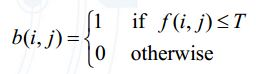 b(i, j) = { 1 if f(i, j) ≤ T
0 otherwise